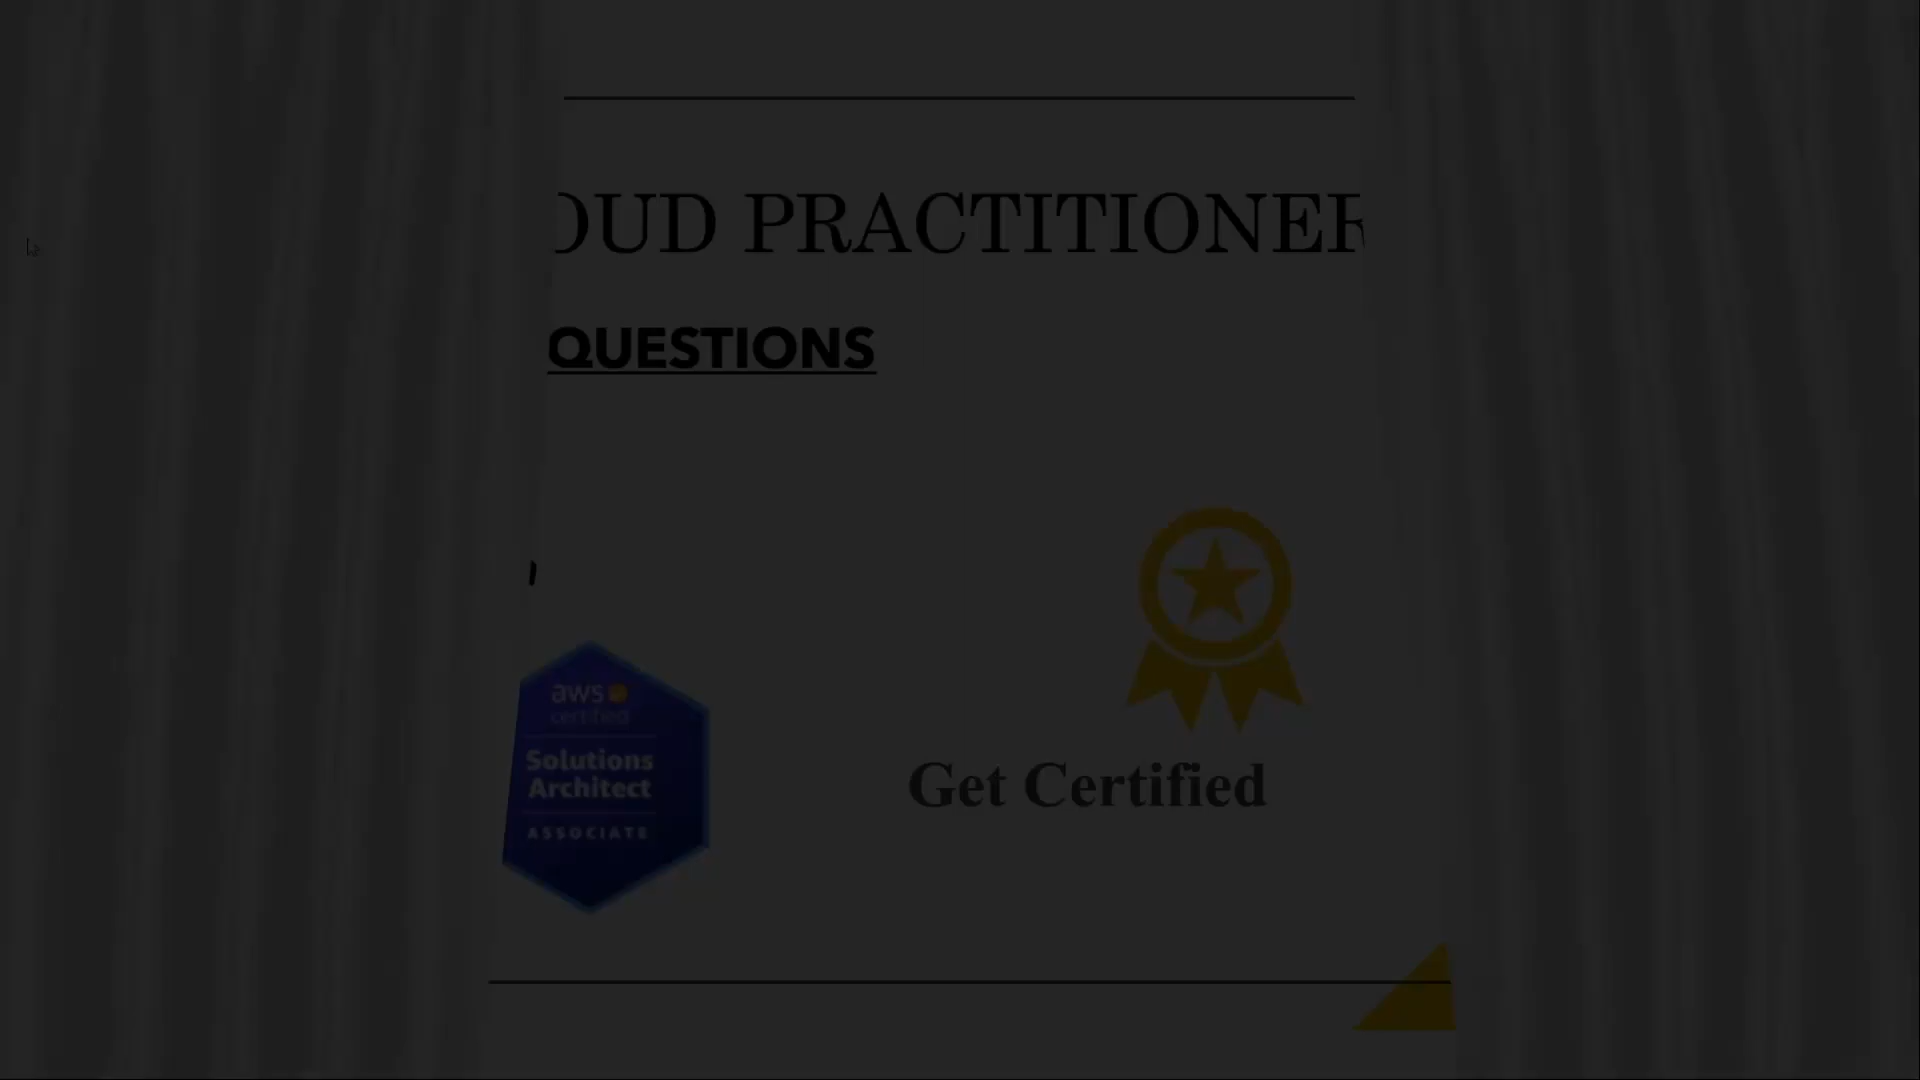 OUD PRACTITIONER
QUESTIONS
aws
certified
Solutions
Architect
ASSOCIATE
Get Certified